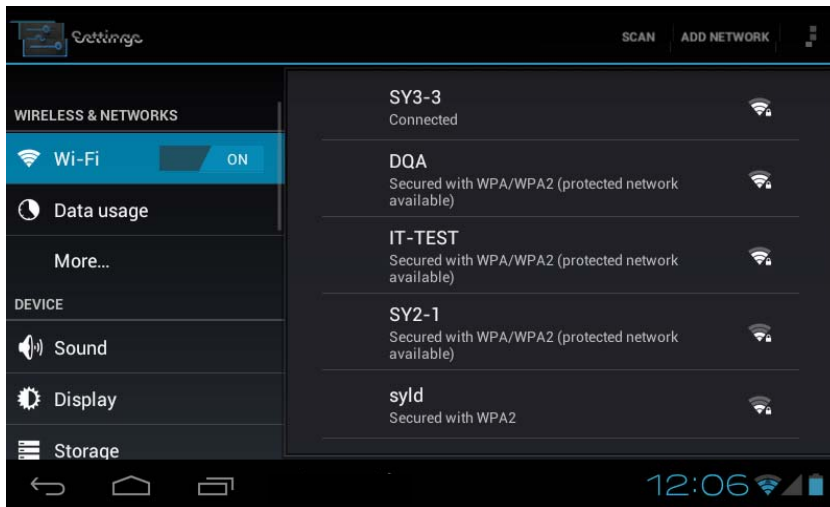 Settings
SCAN
ADD NETWORK
WIRELESS & NETWORKS
Wi-Fi
ON
Data usage
More...
DEVICE
Sound
Display
Storage
SY3-3
Connected
DQA
Secured with WPA/WPA2 (protected network
available)
IT-TEST
Secured with WPA/WPA2 (protected network
available)
SY2-1
Secured with WPA/WPA2 (protected network
available)
syld
Secured with WPA2
12:06